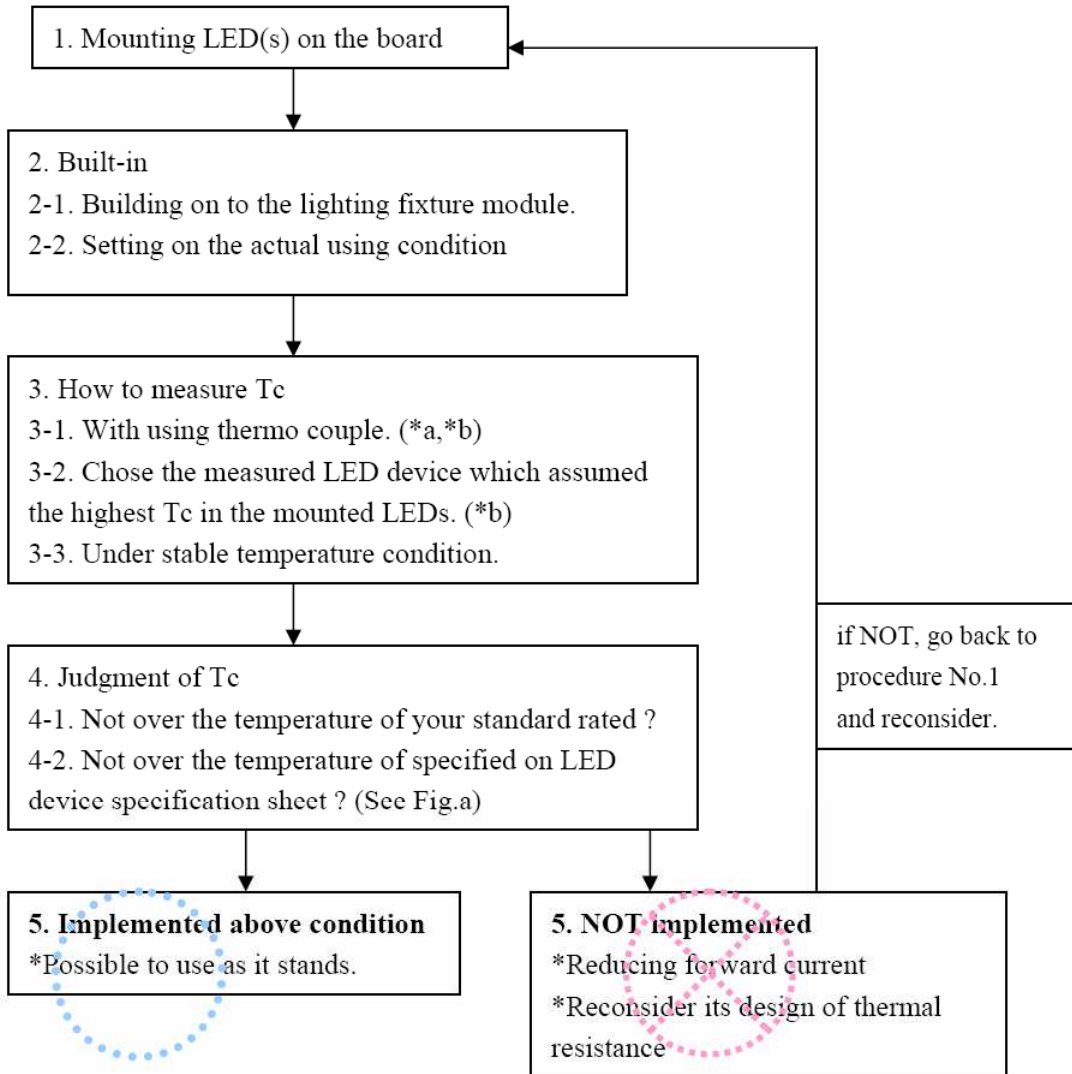 1. Mounting LED(s) on the board
2. Built-in
2-1. Building on to the lighting fixture module.
2-2. Setting on the actual using condition
3. How to measure Tc
3-1. With using thermo couple. (*a,*b)
3-2. Chose the measured LED device which assumed
the highest Tc in the mounted LEDs. (*b)
3-3. Under stable temperature condition.
if NOT, go back to
procedure No.1
and reconsider.
4. Judgment of Tc
4-1. Not over the temperature of your standard rated ?
4-2. Not over the temperature of specified on LED
device specification sheet ? (See Fig.a)
5. Implemented above condition
*Possible to use as it stands.
5. NOT implemented
*Reducing forward current
*Reconsider its design of thermal
resistance